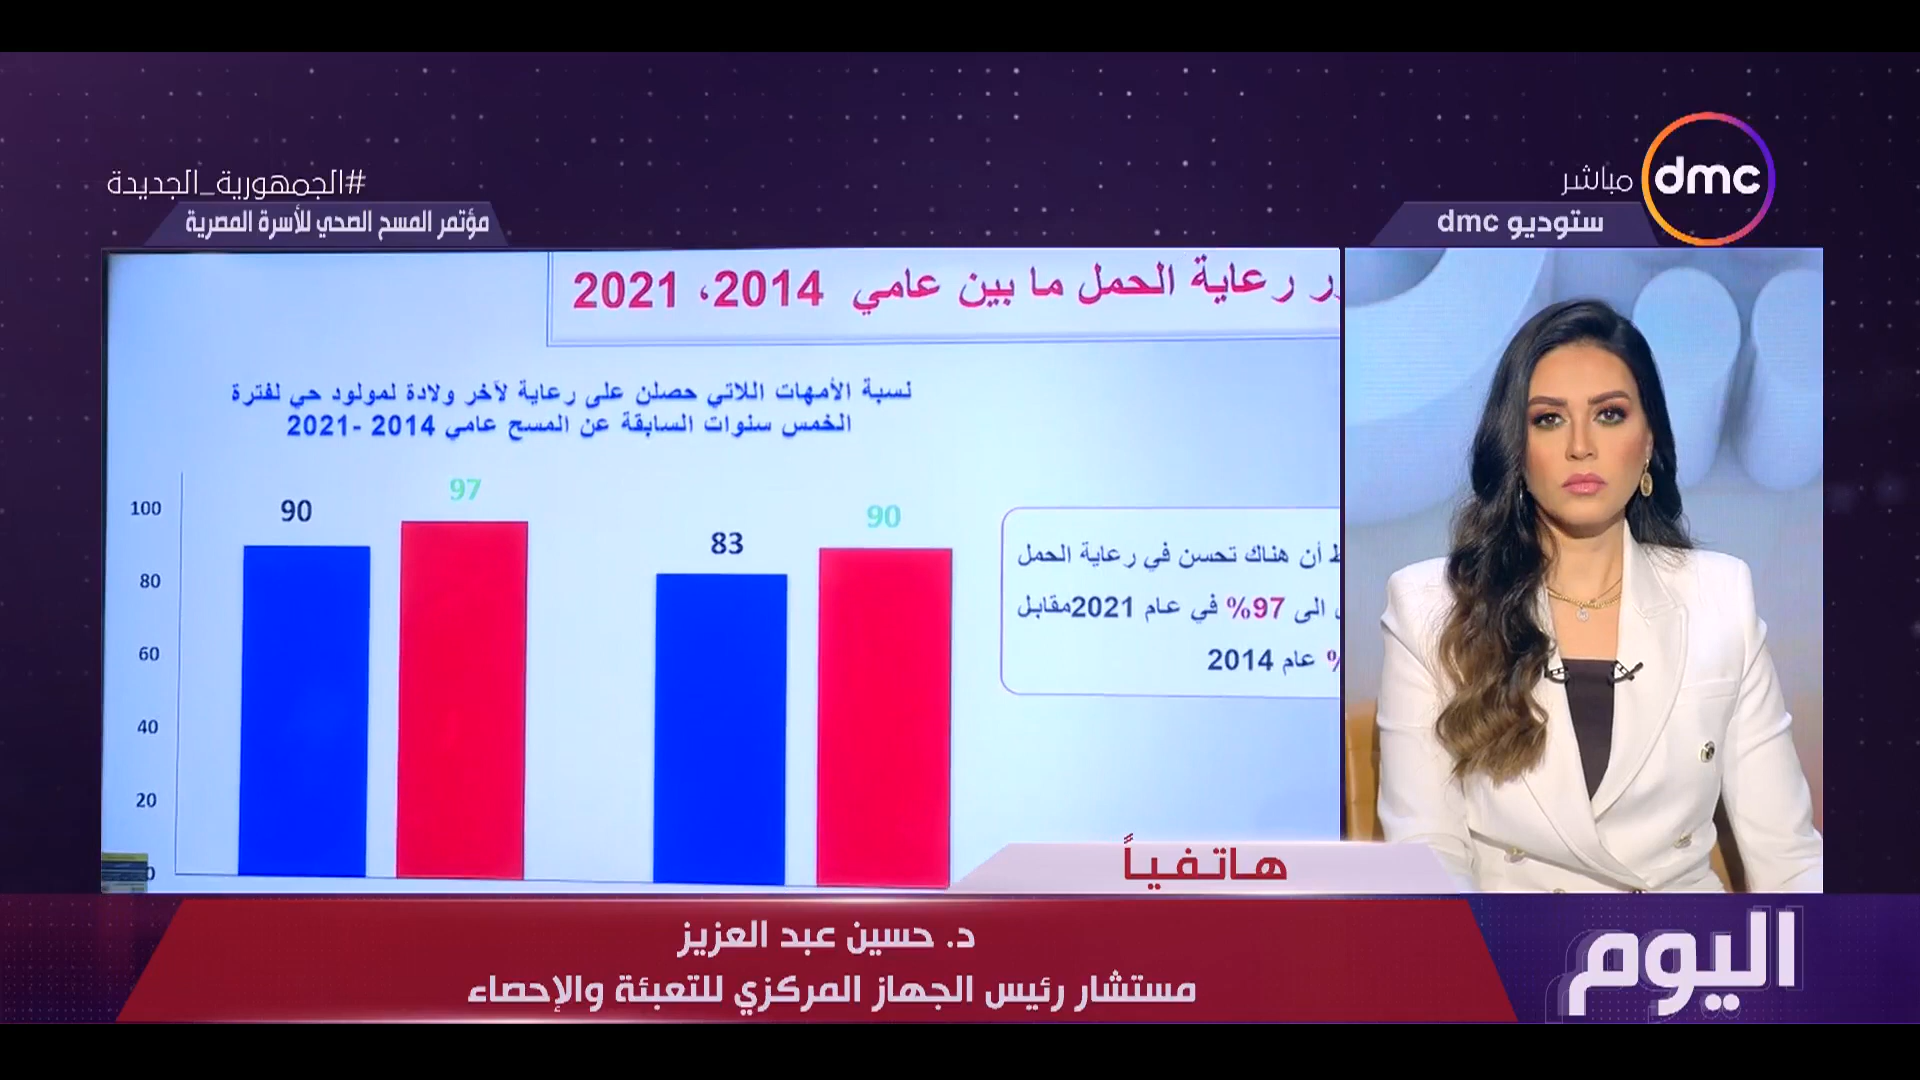 #الجمهورية_الجديدة
مباشر
dmc
مؤتمر المسح الصحي للأسرة المصرية
ستوديو dmc
رعاية الحمل ما بين عامي 2014، 2021
نسبة الأمهات اللاتي حصلن على رعاية لآخر ولادة لمولود حي لفترة
الخمس سنوات السابقة عن المسح عامي 2014 -2021
100
80
60
40
20
0
90
97
83
90
أن هناك تحسن في رعاية الحمل
الى 97% في عام 2021مقابل
% عام 2014
هاتفياً
د. حسين عبد العزيز
مستشار رئيس الجهاز المركزي للتعبئة والإحصاء
اليوم